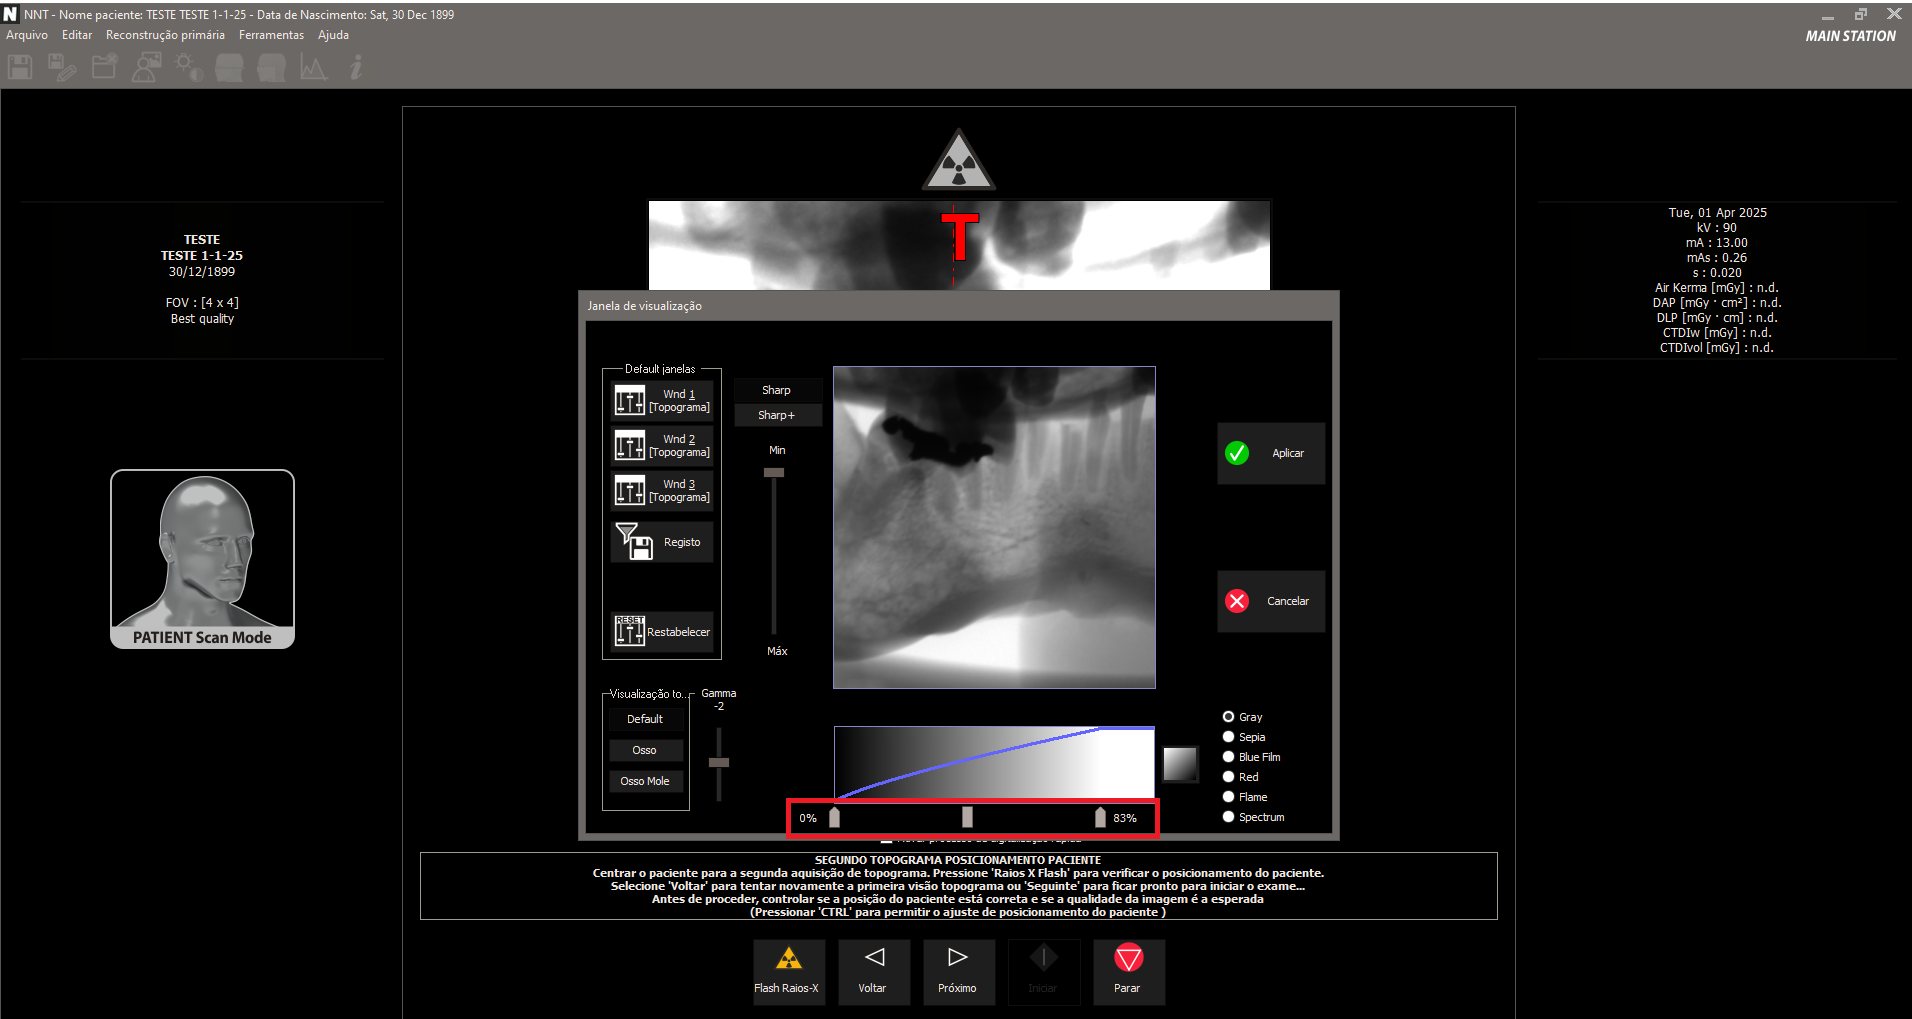 NNT - Nome paciente: TESTE TESTE 1-1-25 - Data de Nascimento: Sat, 30 Dec 1899
Arquivo Editar Reconstrução primária Ferramentas Ajuda
MAIN STATION
TESTE
TESTE 1-1-25
30/12/1899
FOV : [4 x 4]
Best quality
PATIENT Scan Mode
T
Tue, 01 Apr 2025
kV : 90
mA : 13.00
mAs : 0.26
s : 0.020
Air Kerma [mGy] : n.d.
DAP [mGy · cm²] : n.d.
DLP [mGy · cm] : n.d.
CTDIw [mGy] : n.d.
CTDIvol [mGy] : n.d.
Janela de visualização
Default janelas
Wnd 1
[Topograma]
Wnd 2
[Topograma]
Wnd 3
[Topograma]
Registo
RESET
Restabelecer
Sharp
Sharp+
Min
Máx
Visualização to...
Default
Osso
Osso Mole
Gamma
-2
Aplicar
Cancelar
Gray
Sepia
Blue Film
Red
Flame
Spectrum
0% 83%
SEGUNDO TOPOGRAMA POSICIONAMENTO PACIENTE
Centrar o paciente para a segunda aquisição de topograma. Pressione 'Raios X Flash' para verificar o posicionamento do paciente.
Selecione 'Voltar' para tentar novamente a primeira visão topograma ou 'Seguinte' para ficar pronto para iniciar o exame...
Antes de proceder, controlar se a posição do paciente está correta e se a qualidade da imagem é a esperada
(Pressionar 'CTRL' para permitir o ajuste de posicionamento do paciente )
Flash Raios-X Voltar Próximo Iniciar Parar